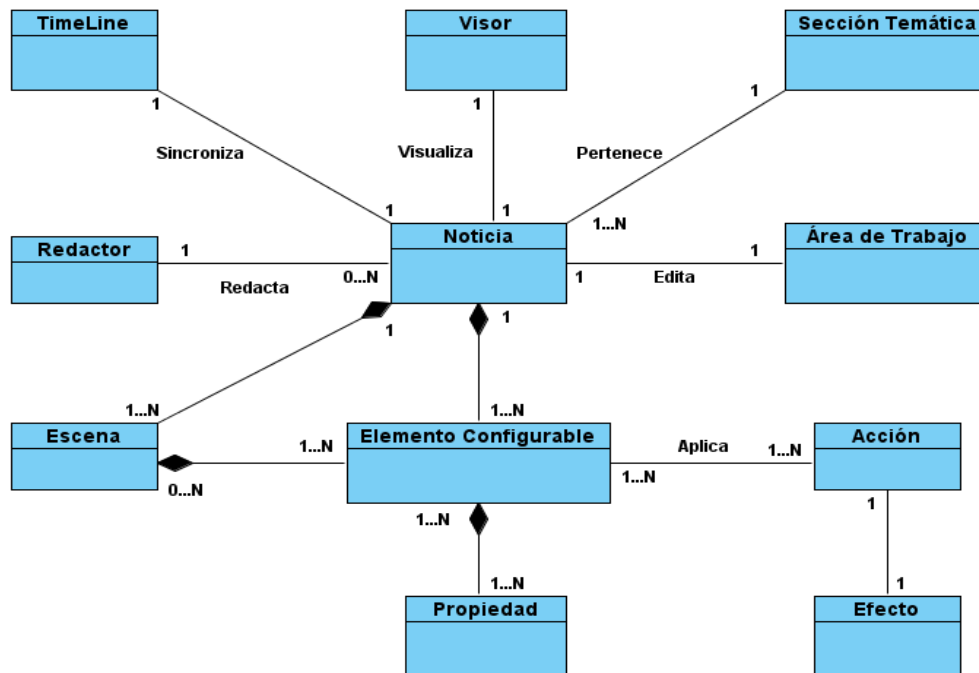 TimeLine
Visor
Sección Temática
1
1
1
Sincroniza
Visualiza
Pertenece
1
1
1...N
Redactor
Noticia
Área de Trabajo
1
0...N
1
1
Redacta
Edita
1
1
1...N
1...N
Escena
Elemento Configurable
Acción
0...N
1...N
Aplica
1...N
1...N
1...N
1
1...N
1
Propiedad
Efecto